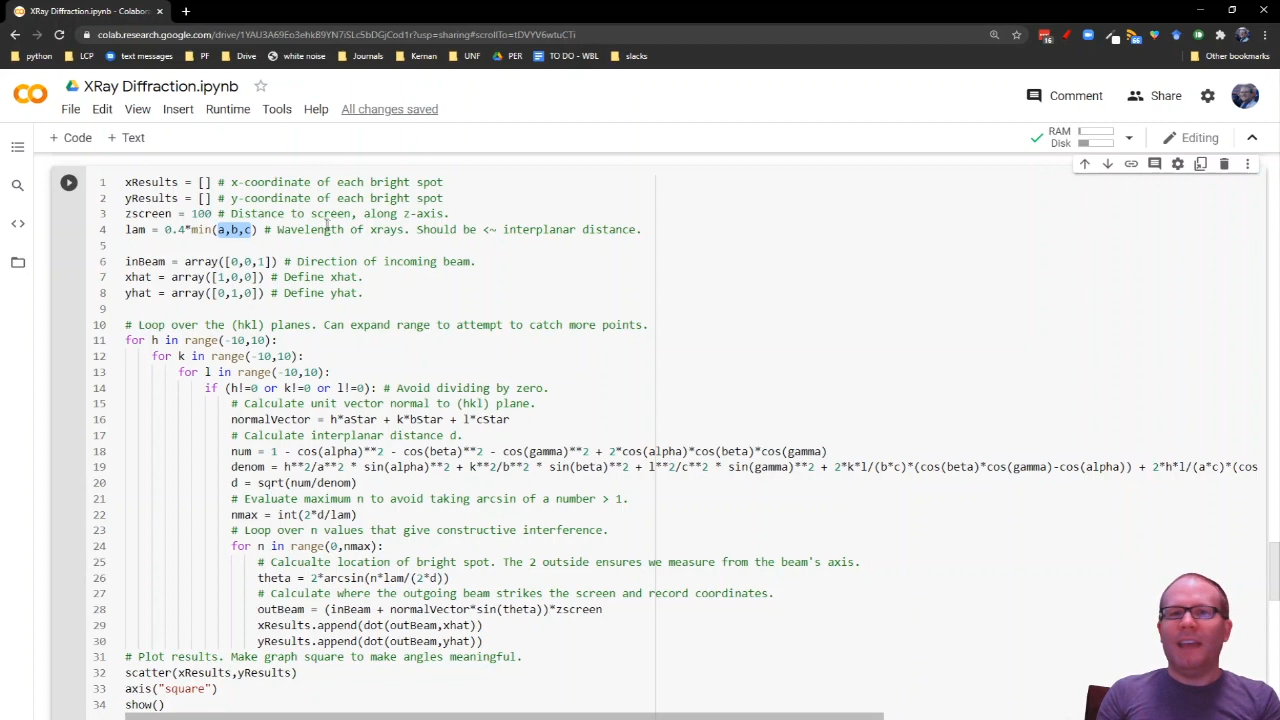 XRay Diffraction.ipynb - Colabora
colab.research.google.com/drive/1YAU3A69Eo3ehkB9YN7iSLc5bDGjCod1r?usp=sharing#scrollTo=tDVYV6wtuCTi
python LCP text messages PF Drive white noise Journals Kernan UNF PER TO DO - WBL slacks Other bookmarks
XRay Diffraction.ipynb
File Edit View Insert Runtime Tools Help All changes saved
Comment Share
+ Code + Text
RAM
Disk
Editing
1 xResults = [] # x-coordinate of each bright spot
2 yResults = [] # y-coordinate of each bright spot
3 zscreen = 100 # Distance to screen, along z-axis.
4 lam = 0.4*min(a,b,c) # Wavelength of xrays. Should be <~ interplanar distance.
5
6 inBeam = array([0,0,1]) # Direction of incoming beam.
7 xhat = array([1,0,0]) # Define xhat.
8 yhat = array([0,1,0]) # Define yhat.
9
10 # Loop over the (hkl) planes. Can expand range to attempt to catch more points.
11 for h in range(-10,10):
12 for k in range(-10,10):
13 for l in range(-10,10):
14 if (h!=0 or k!=0 or l!=0): # Avoid dividing by zero.
15 # Calculate unit vector normal to (hkl) plane.
16 normalVector = h*aStar + k*bStar + l*cStar
17 # Calculate interplanar distance d.
18 num = 1 - cos(alpha)**2 - cos(beta)**2 - cos(gamma)**2 + 2*cos(alpha)*cos(beta)*cos(gamma)
19 denom = h**2/a**2 * sin(alpha)**2 + k**2/b**2 * sin(beta)**2 + l**2/c**2 * sin(gamma)**2 + 2*k*l/(b*c)*(cos(beta)*cos(gamma)-cos(alpha)) + 2*h*l/(a*c)*(cos
20 d = sqrt(num/denom)
21 # Evaluate maximum n to avoid taking arcsin of a number > 1.
22 nmax = int(2*d/lam)
23 # Loop over n values that give constructive interference.
24 for n in range(0,nmax):
25 # Calcualte location of bright spot. The 2 outside ensures we measure from the beam's axis.
26 theta = 2*arcsin(n*lam/(2*d))
27 # Calculate where the outgoing beam strikes the screen and record coordinates.
28 outBeam = (inBeam + normalVector*sin(theta))*zscreen
29 xResults.append(dot(outBeam,xhat))
30 yResults.append(dot(outBeam,yhat))
31 # Plot results. Make graph square to make angles meaningful.
32 scatter(xResults,yResults)
33 axis("square")
34 show()